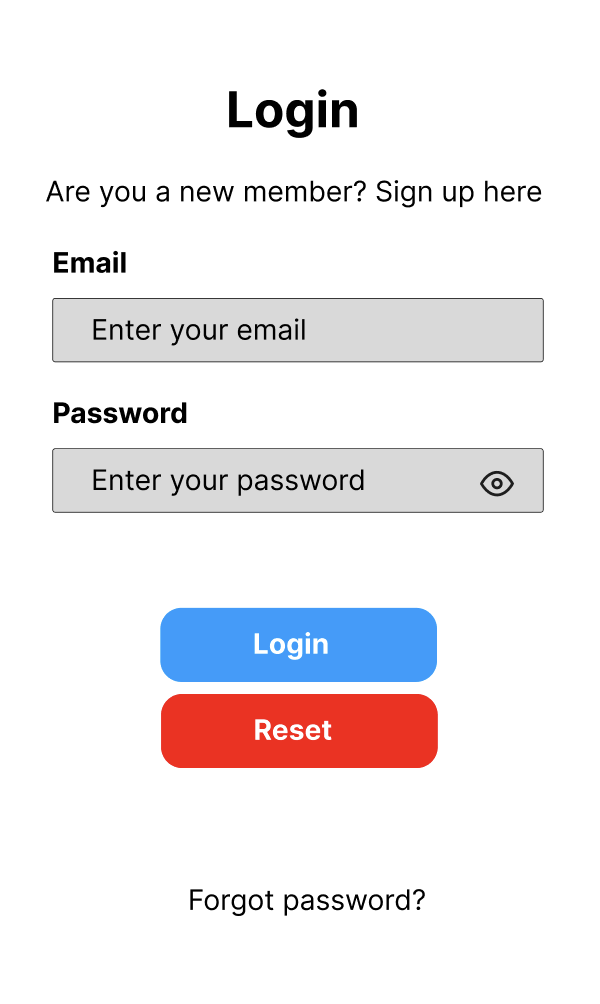 Login
Are you a new member? Sign up here
Email
Enter your email
Password
Enter your password
Login
Reset
Forgot password?